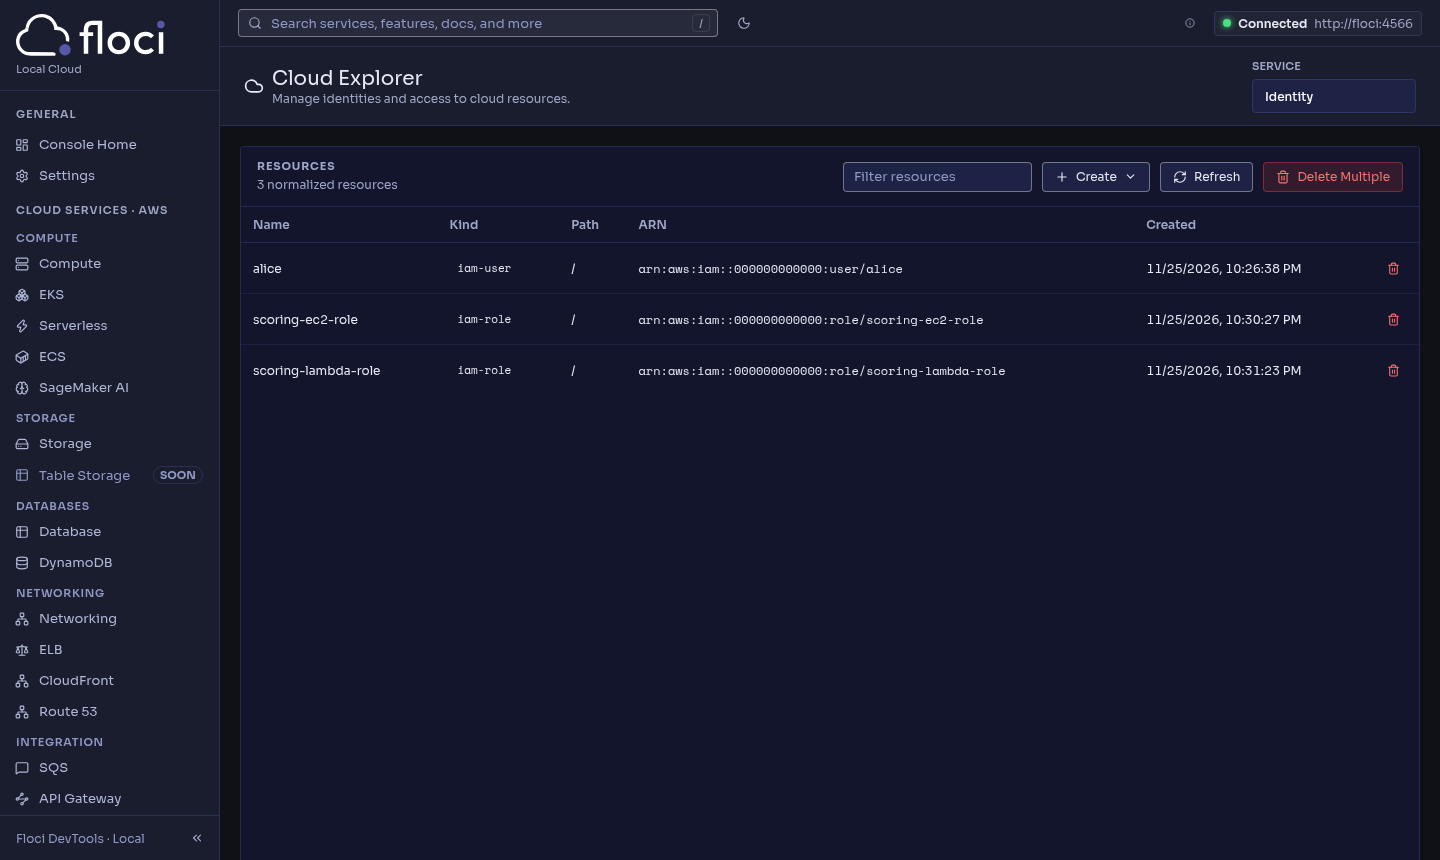 floci
Local Cloud
GENERAL
Console Home
Settings
CLOUD SERVICES · AWS
COMPUTE
Compute
EKS
Serverless
ECS
SageMaker AI
STORAGE
Storage
Table Storage SOON
DATABASES
Database
DynamoDB
NETWORKING
Networking
ELB
CloudFront
Route 53
INTEGRATION
SQS
API Gateway
Floci DevTools · Local
Search services, features, docs, and more /
Connected http://floci:4566
Cloud Explorer
Manage identities and access to cloud resources.
SERVICE
Identity
RESOURCES
3 normalized resources
Filter resources Create Refresh Delete Multiple
Name Kind Path ARN Created
alice iam-user / arn:aws:iam::000000000000:user/alice 11/25/2026, 10:26:38 PM
scoring-ec2-role iam-role / arn:aws:iam::000000000000:role/scoring-ec2-role 11/25/2026, 10:30:27 PM
scoring-lambda-role iam-role / arn:aws:iam::000000000000:role/scoring-lambda-role 11/25/2026, 10:31:23 PM